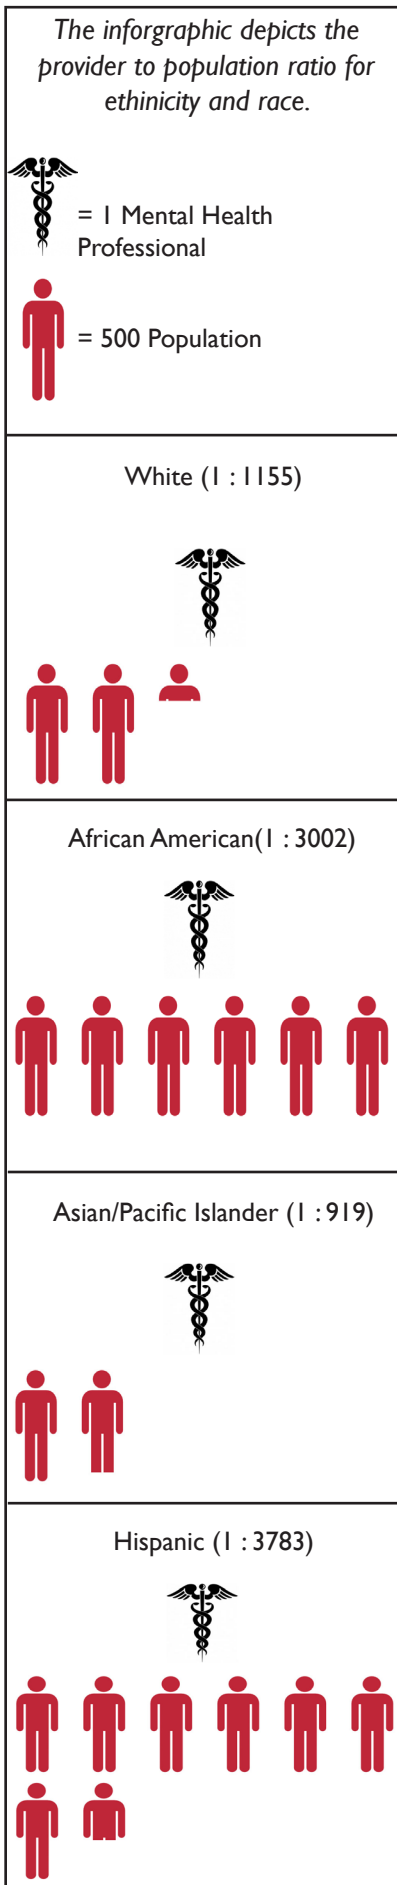 The inforgraphic depicts the
provider to population ratio for
ethinicity and race.
= 1 Mental Health
Professional
= 500 Population
White (1 : 1155)
African American(1 : 3002)
Asian/Pacific Islander (1 : 919)
Hispanic (1 : 3783)